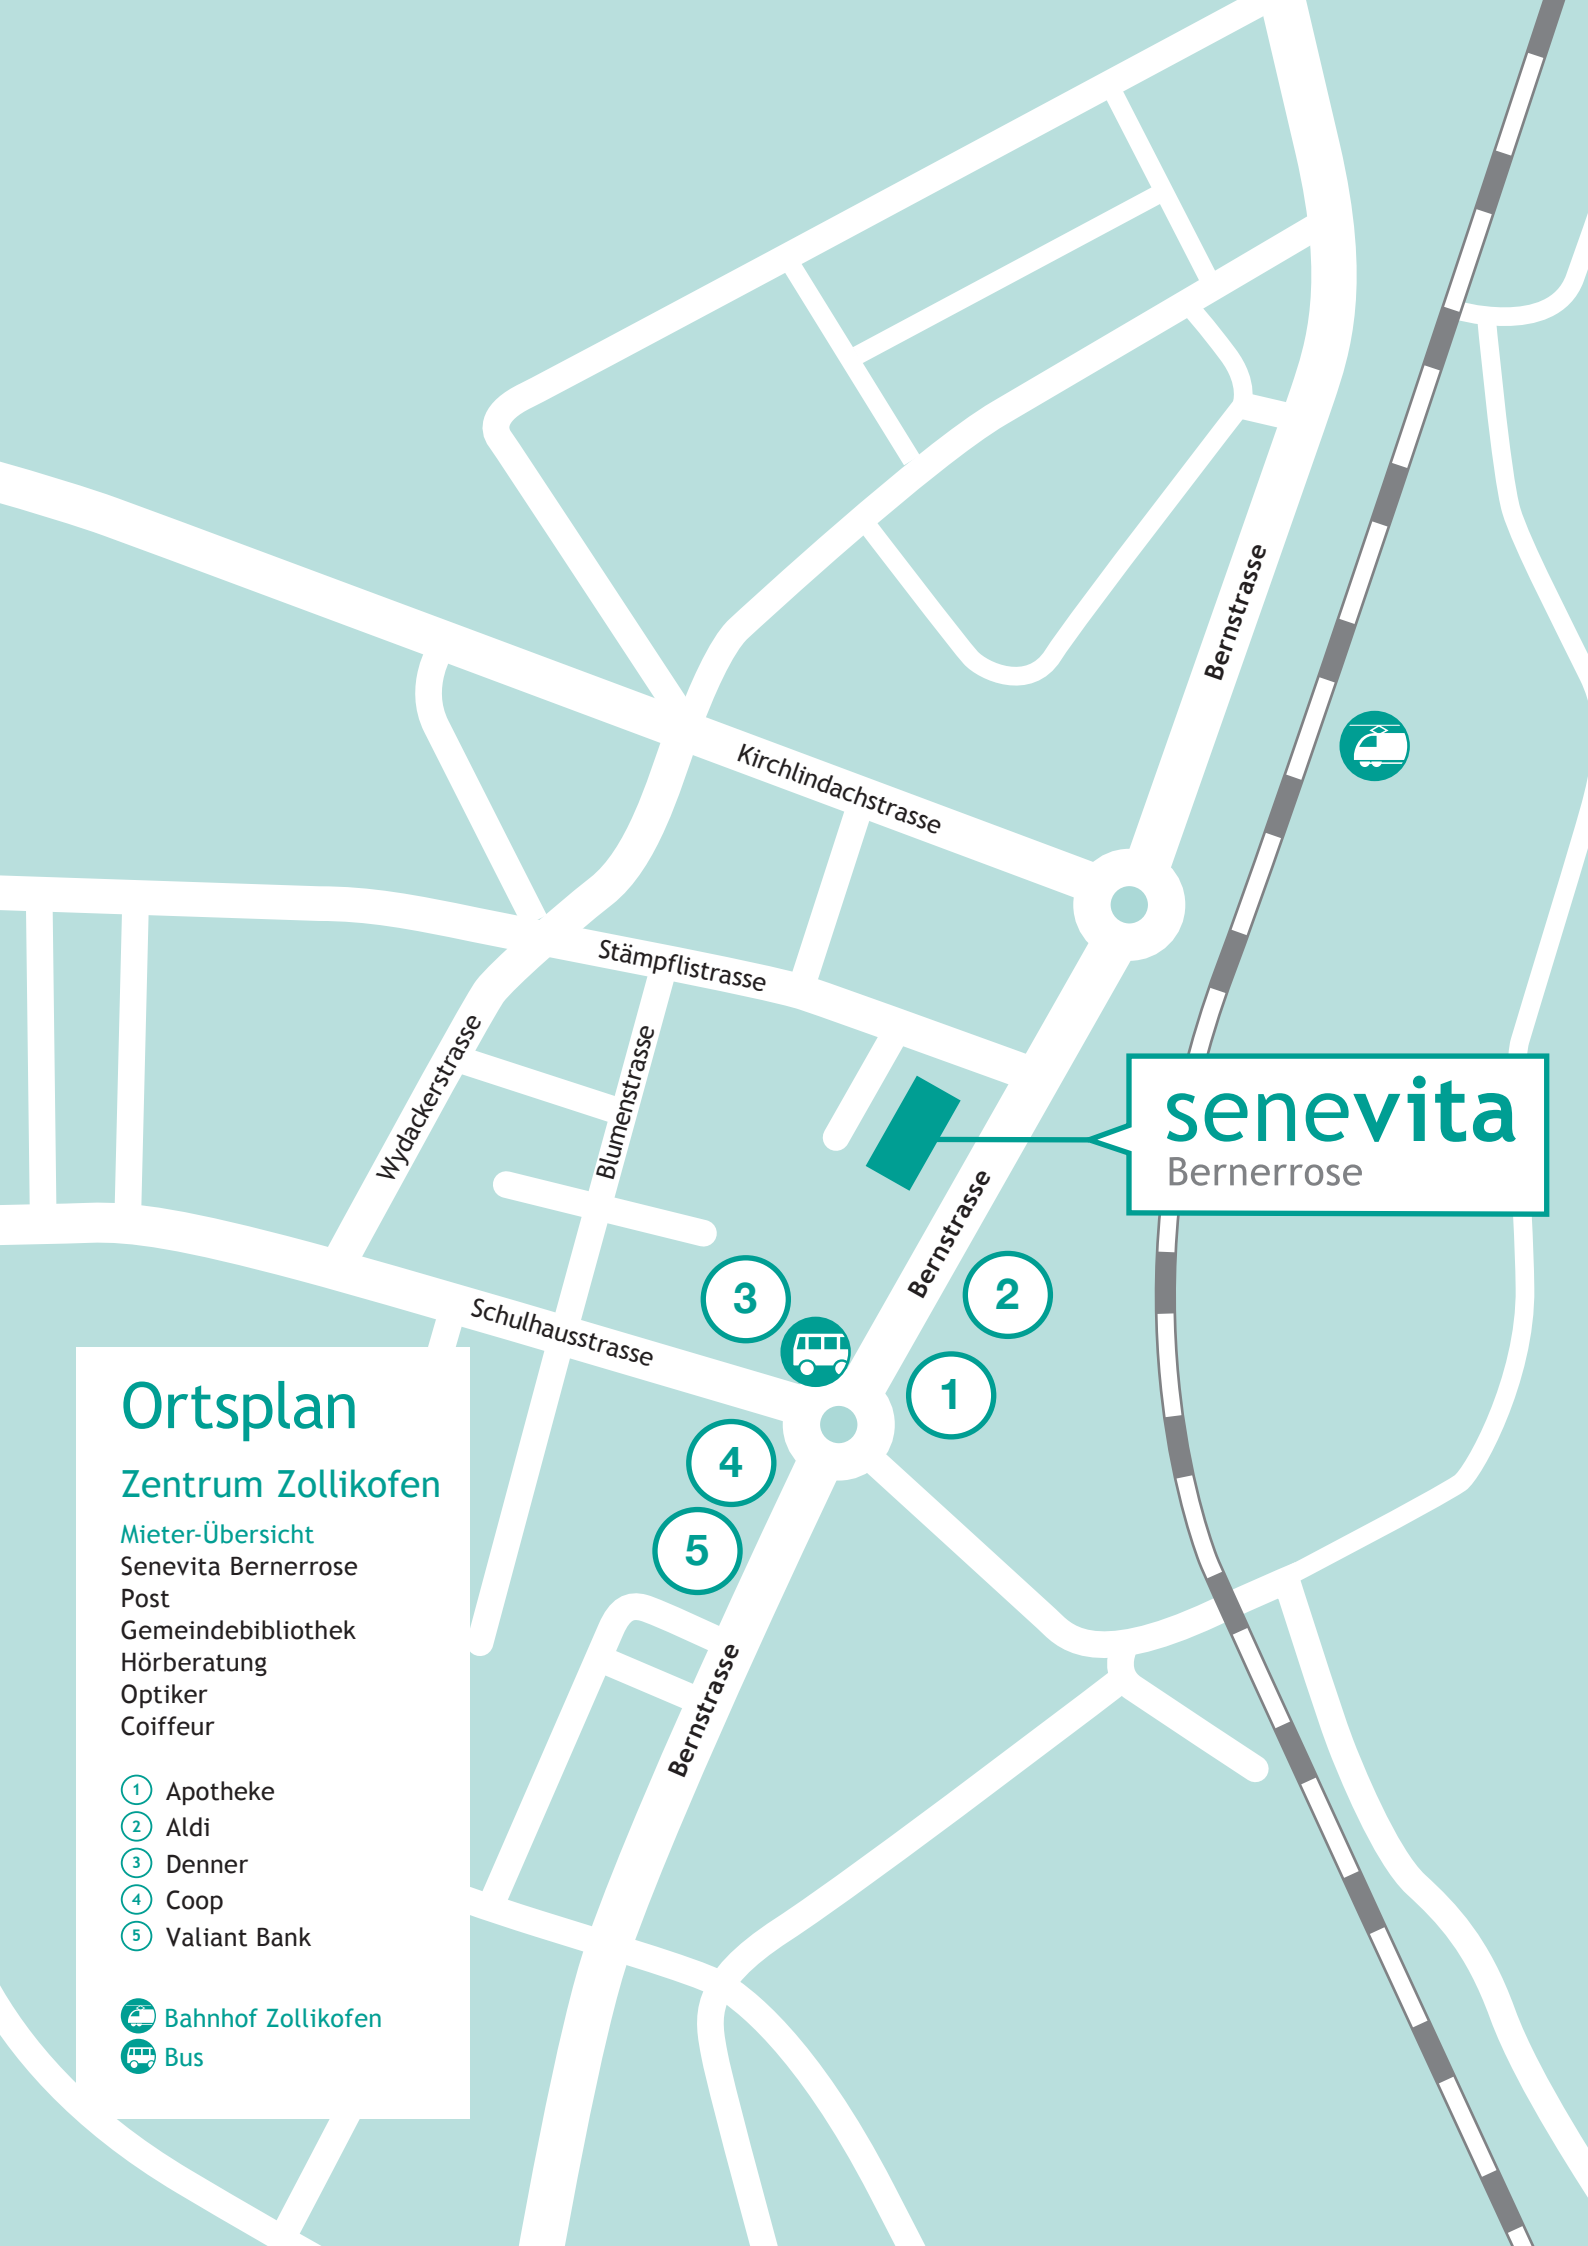 Bernstrasse
Kirchlindachstrasse
Stämpflistrasse
Wydackerstrasse
Blumenstrasse
senevita
Bernerrose
Bernstrasse
3
2
Schulhausstrasse
1
4
5
Bernstrasse
Ortsplan
Zentrum Zollikofen
Mieter-Übersicht
Senevita Bernerrose
Post
Gemeindebibliothek
Hörberatung
Optiker
Coiffeur
1 Apotheke
2 Aldi
3 Denner
4 Coop
5 Valiant Bank
Bahnhof Zollikofen
Bus